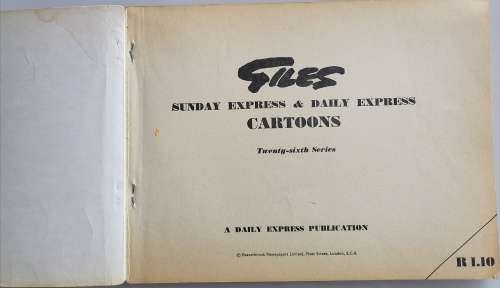 GILES
SUNDAY EXPRESS & DAILY EXPRESS
CARTOONS
Twenty-sixth Series
A DAILY EXPRESS PUBLICATION
© Beaverbrook Newspapers Limited, Fleet Street, London, E.C.4.
R 1.10